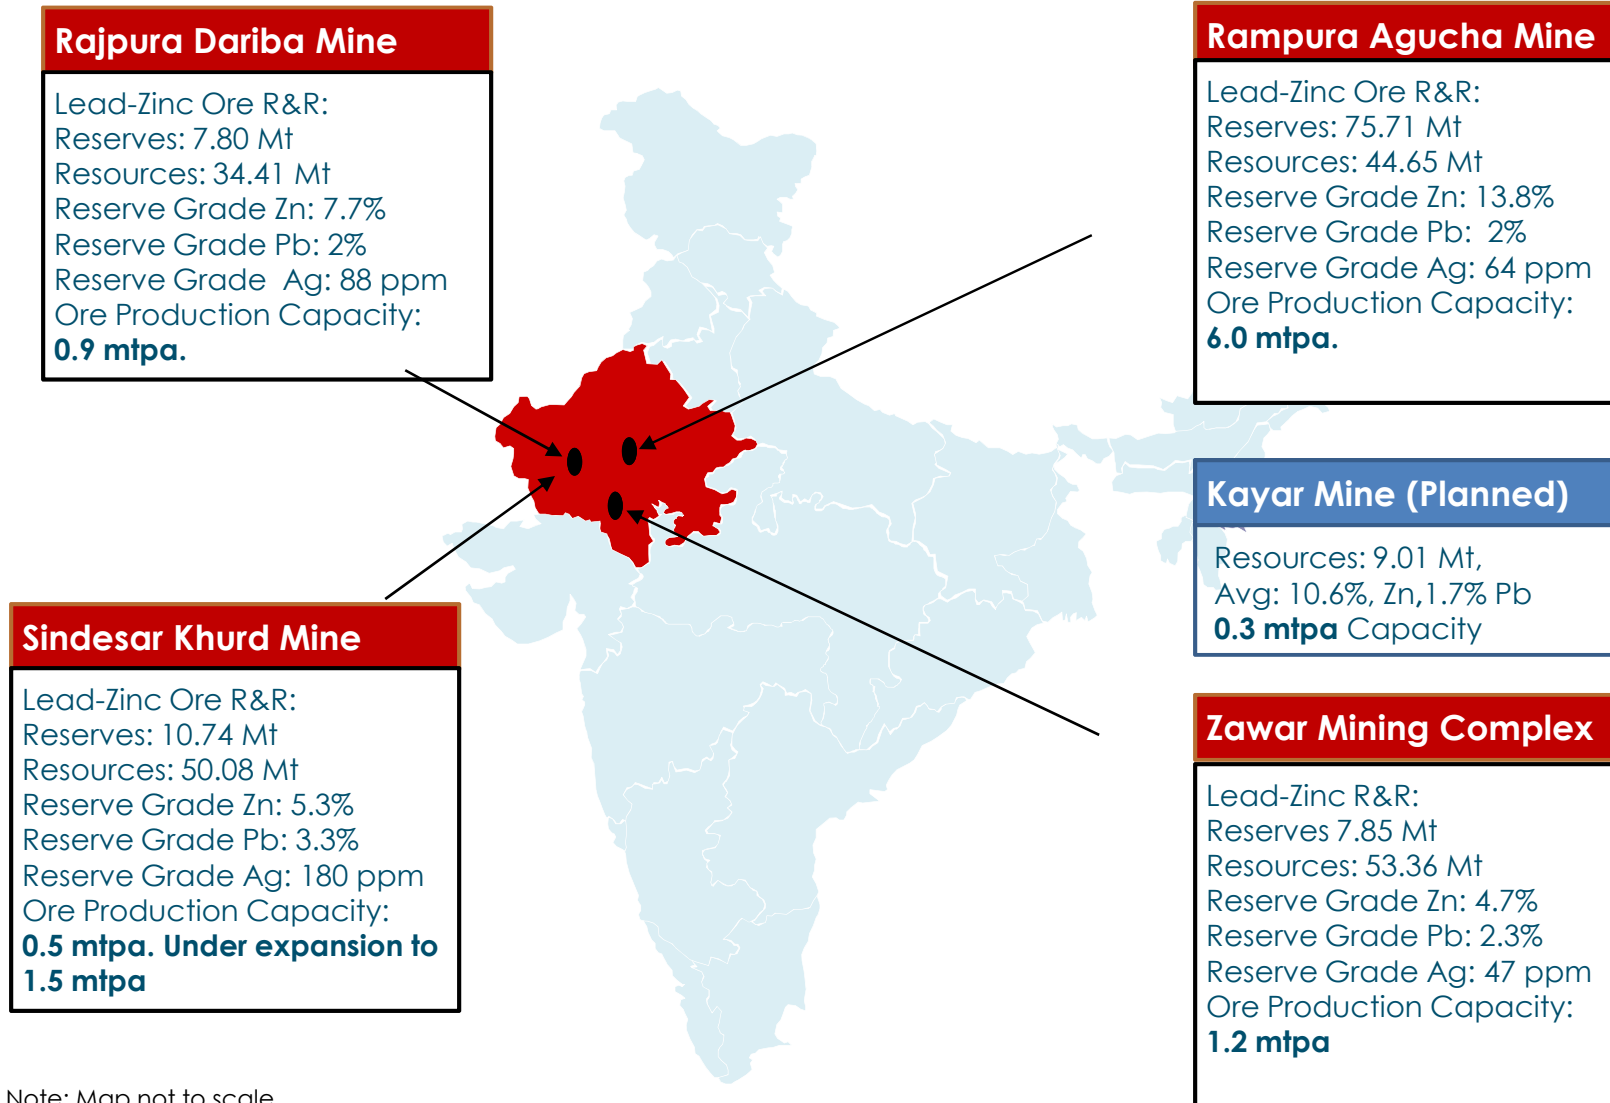 Rajpura Dariba Mine
Lead-Zinc Ore R&R:
Reserves: 7.80 Mt
Resources: 34.41 Mt
Reserve Grade Zn: 7.7%
Reserve Grade Pb: 2%
Reserve Grade  Ag: 88 ppm
Ore Production Capacity:
0.9 mtpa.
Rampura Agucha Mine
Lead-Zinc Ore R&R:
Reserves: 75.71 Mt
Resources: 44.65 Mt
Reserve Grade Zn: 13.8%
Reserve Grade Pb:  2%
Reserve Grade Ag: 64 ppm
Ore Production Capacity:
6.0 mtpa.
Kayar Mine (Planned)
Resources: 9.01 Mt,
Avg: 10.6%, Zn,1.7% Pb
0.3 mtpa Capacity
Sindesar Khurd Mine
Lead-Zinc Ore R&R:
Reserves: 10.74 Mt
Resources: 50.08 Mt
Reserve Grade Zn: 5.3%
Reserve Grade Pb: 3.3%
Reserve Grade Ag: 180 ppm
Ore Production Capacity:
0.5 mtpa. Under expansion to
1.5 mtpa
Zawar Mining Complex
Lead-Zinc R&R:
Reserves 7.85 Mt
Resources: 53.36 Mt
Reserve Grade Zn: 4.7%
Reserve Grade Pb: 2.3%
Reserve Grade Ag: 47 ppm
Ore Production Capacity:
1.2 mtpa
Note: Map not to scale